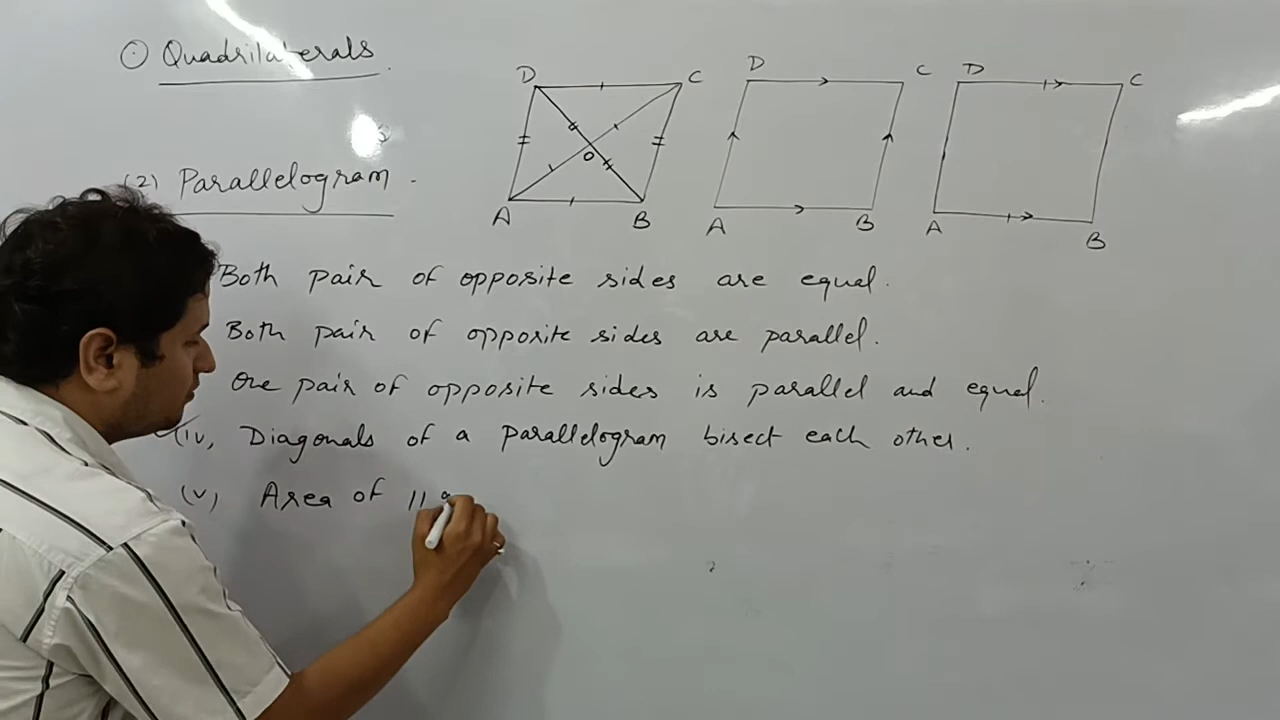 ① Quadrilaterals.
D C D C D C
O
A B A B A B
(2) Parallelogram.
Both pair of opposite sides are equal.
Both pair of opposite sides are parallel.
One pair of opposite sides is parallel and equal.
(iv) Diagonals of a parallelogram bisect each other.
(v) Area of ||